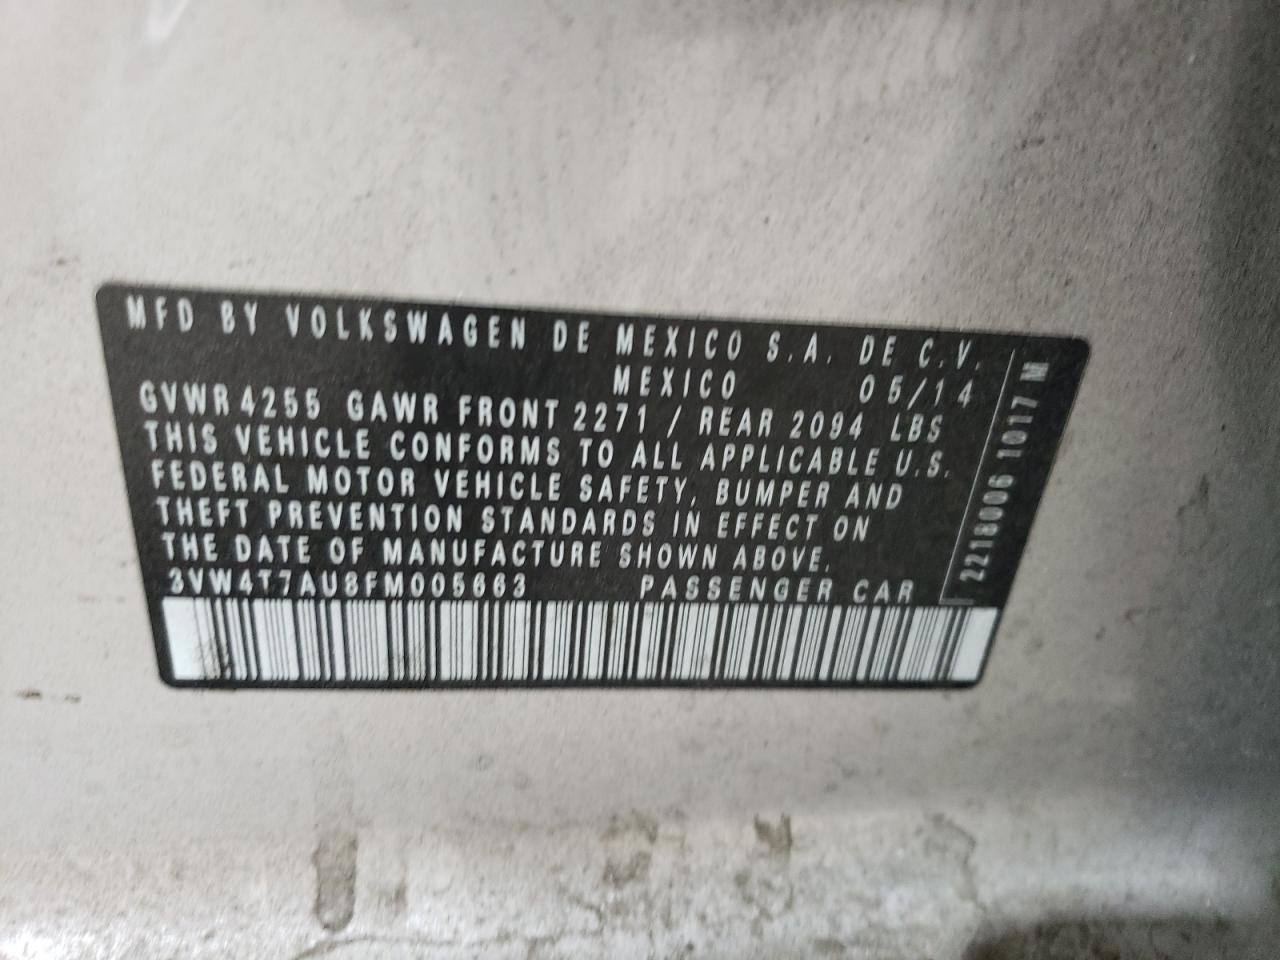 MFD BY VOLKSWAGEN DE MEXICO S.A. DE C.V.
MEXICO 05/14
GVWR 4255 GAWR FRONT 2271 / REAR 2094 LBS
THIS VEHICLE CONFORMS TO ALL APPLICABLE U.S.
FEDERAL MOTOR VEHICLE SAFETY, BUMPER AND
THEFT PREVENTION STANDARDS IN EFFECT ON
THE DATE OF MANUFACTURE SHOWN ABOVE.
3VW4T7AU8FM005663 PASSENGER CAR
2218006 1017 M